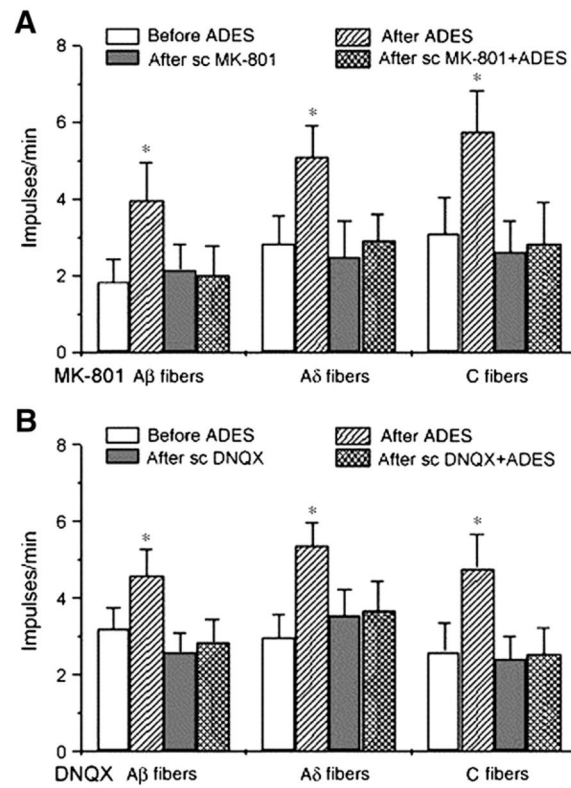 A
Before ADES After ADES
After sc MK-801 After sc MK-801+ADES
Impulses/min
8
6
4
2
0
* * *
MK-801 Aβ fibers Aδ fibers C fibers
B
Before ADES After ADES
After sc DNQX After sc DNQX+ADES
Impulses/min
8
6
4
2
0
* * *
DNQX Aβ fibers Aδ fibers C fibers